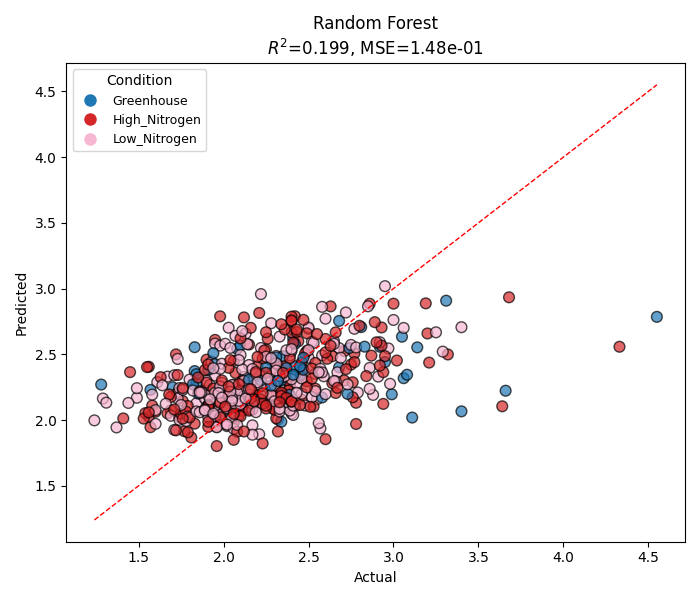 Random Forest
R²=0.199, MSE=1.48e-01
Condition
Greenhouse
High_Nitrogen
Low_Nitrogen
4.5
4.0
3.5
3.0
2.5
2.0
1.5
Predicted
1.5 2.0 2.5 3.0 3.5 4.0 4.5
Actual